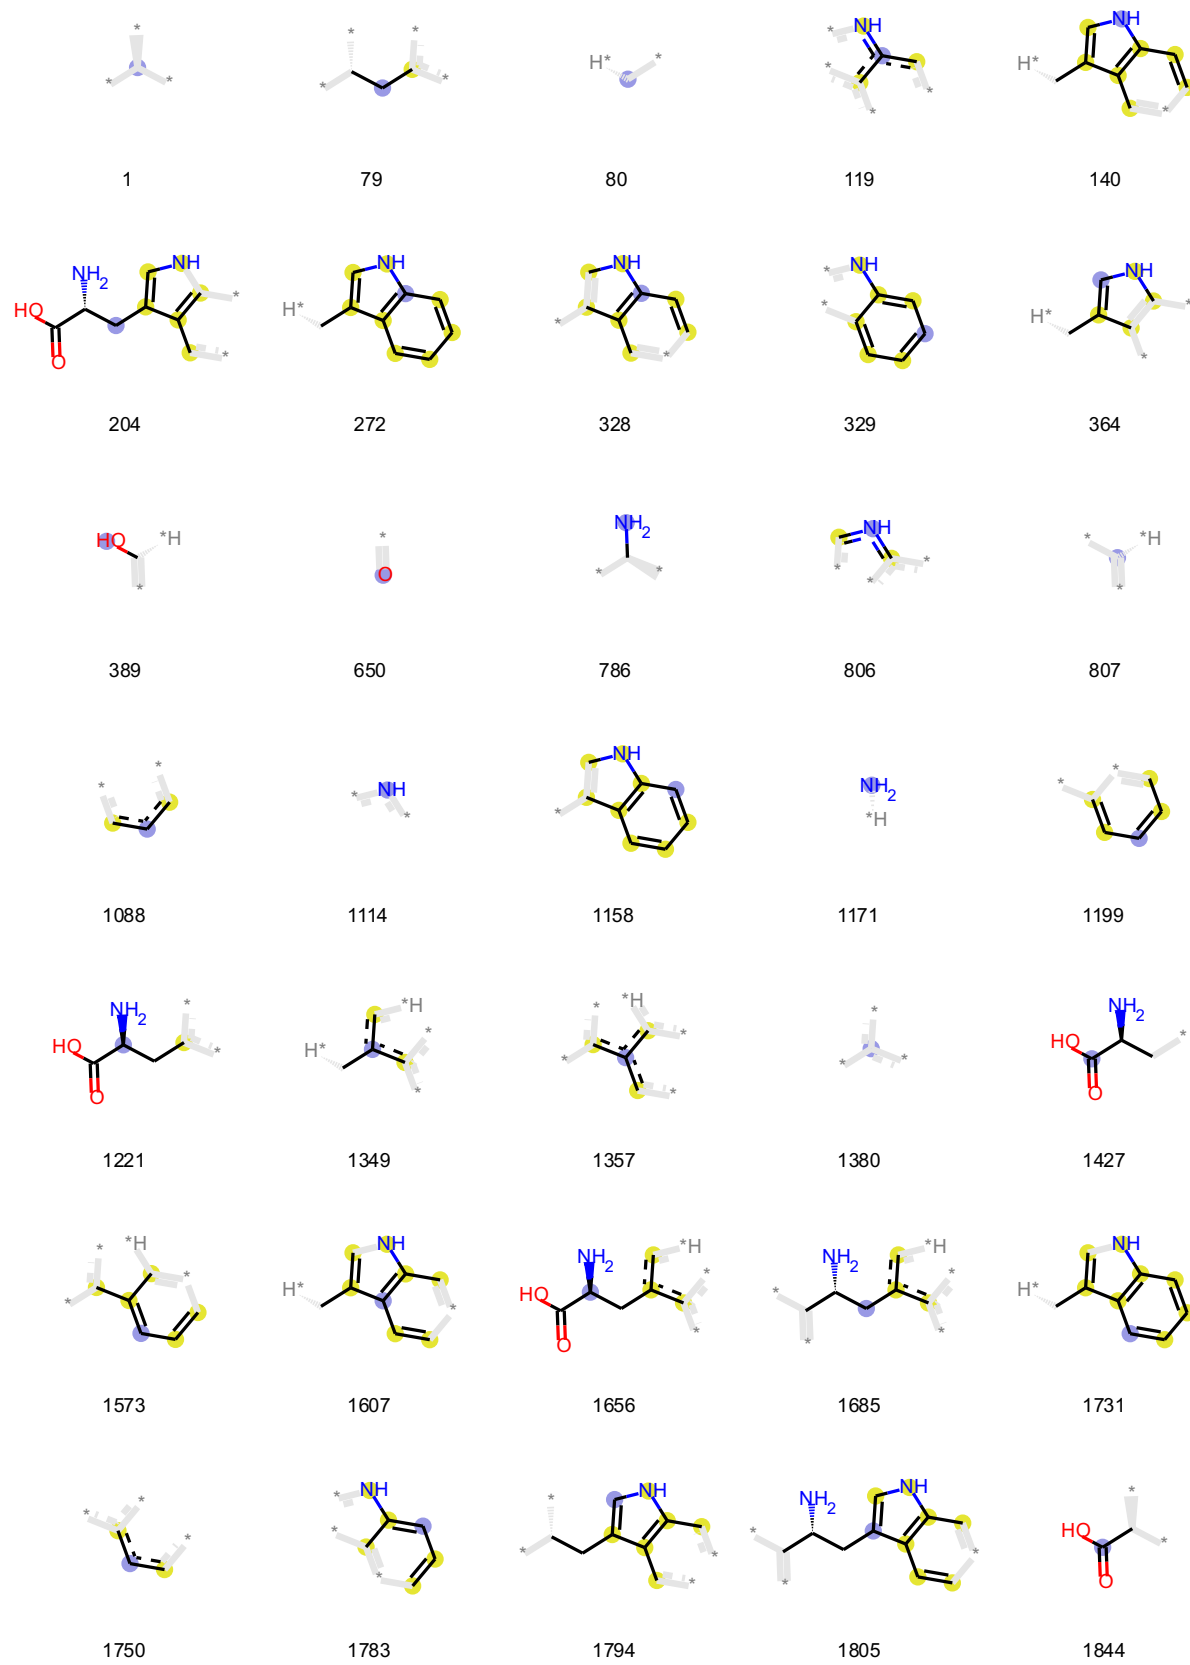 * * *
1
* * * *
79
H* *
80
NH * * * *
119
NH H* *
140
NH2 HO O NH * *
204
NH H*
272
NH * *
328
NH * *
329
NH H* * *
364
HO *H *
389
* O
650
NH2 * *
786
NH * * *
806
* *H *
807
* *
1088
NH * *
1114
NH *
1158
NH2 *H
1171
* *
1199
NH2 HO O * *
1221
*H H* * *
1349
* *H * * *
1357
* * *
1380
NH2 HO O *
1427
* *H * *
1573
NH H* *
1607
NH2 HO O *H * *
1656
NH2 *H * * * *
1685
NH H* *
1731
* * *
1750
NH * * *
1783
NH * * * *
1794
NH2 NH * * *
1805
HO O * *
1844